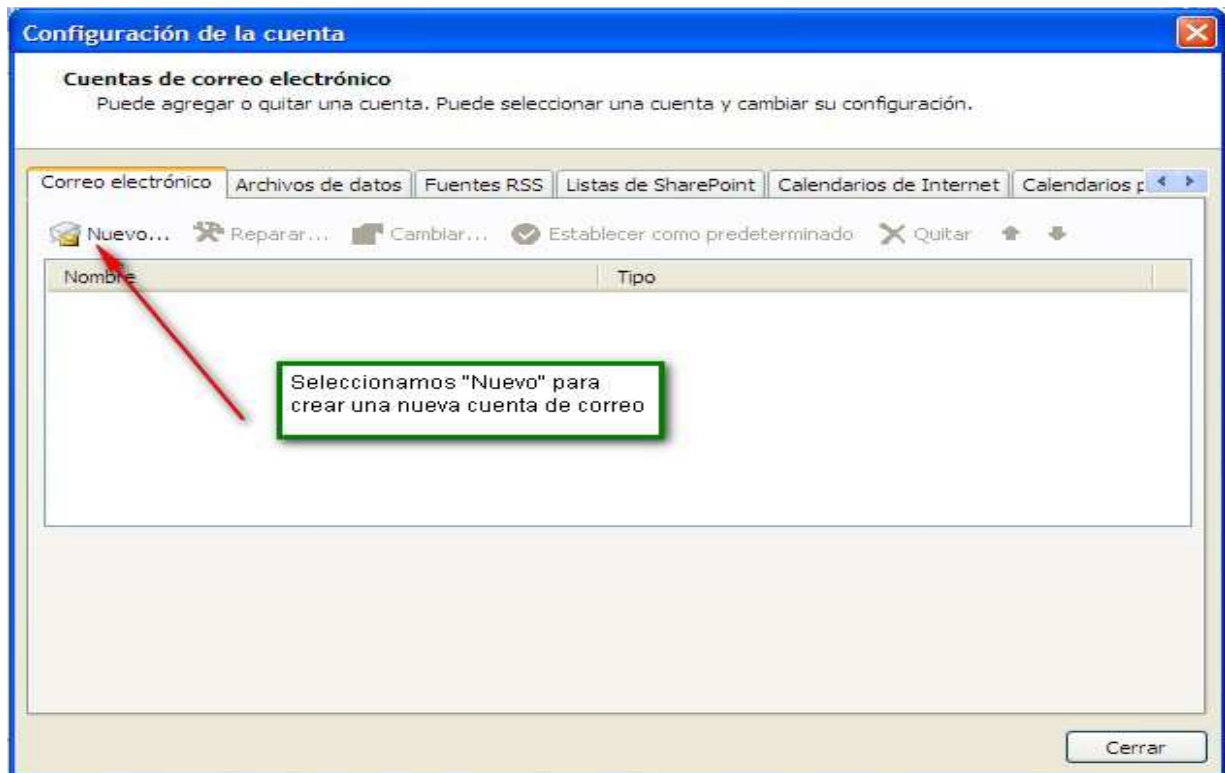 Configuración de la cuenta
Cuentas de correo electrónico
Puede agregar o quitar una cuenta. Puede seleccionar una cuenta y cambiar su configuración.
Correo electrónico Archivos de datos Fuentes RSS Listas de SharePoint Calendarios de Internet Calendarios p
Nuevo... Reparar... Cambiar... Establecer como predeterminado Quitar
Nombre Tipo
Seleccionamos "Nuevo" para
crear una nueva cuenta de correo
Cerrar